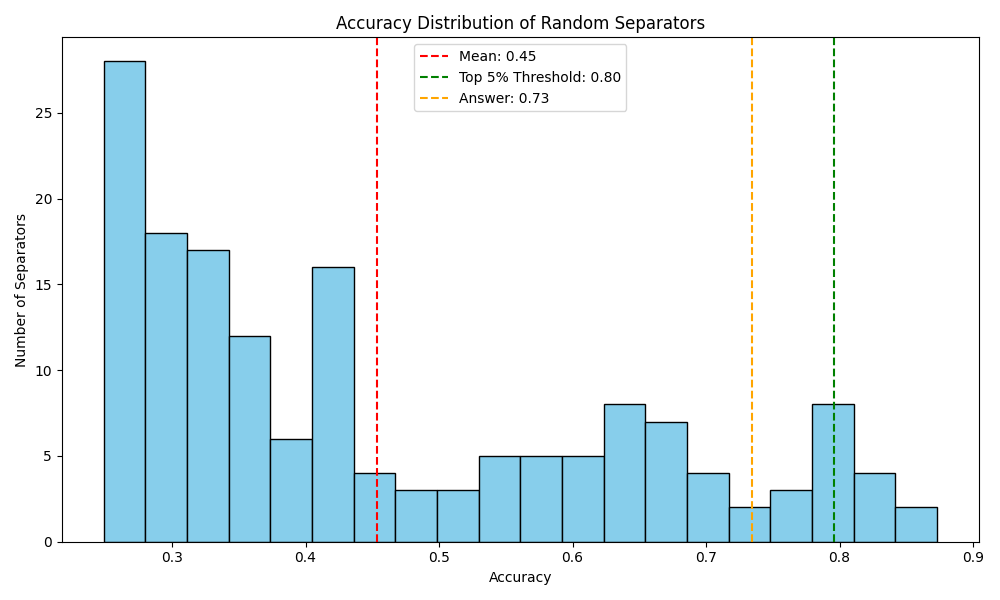 Accuracy Distribution of Random Separators
Mean: 0.45
Top 5% Threshold: 0.80
Answer: 0.73
Number of Separators
25
20
15
10
5
0
0.3 0.4 0.5 0.6 0.7 0.8 0.9
Accuracy